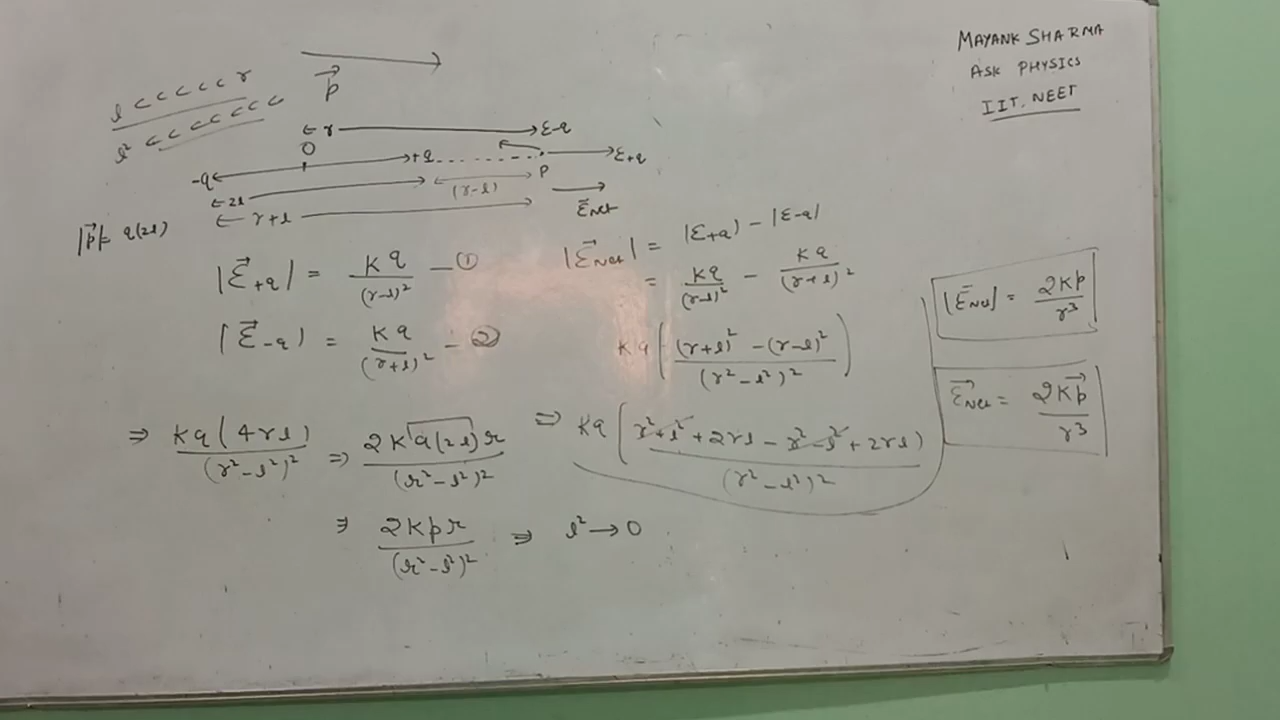 MAYANK SHARMA
ASK PHYSICS
IIT, NEET
l <<<<< r
l² <<<<<<<
p⃗
r
ε-q
O
-q
+q
P
ε+q
2l
(r-l)
r+l
E⃗Net
|p⃗| = q(2l)
|ε⃗+q| = Kq/(r-l)² — ①
|ε⃗-q| = Kq/(r+l)² — ②
|ε⃗Net| = |ε+q| - |ε-q|
= Kq/(r-l)² - Kq/(r+l)²
Kq ( ((r+l)² - (r-l)²)/(r²-l²)² )
⇒ Kq [ (r²+l²+2rl - r²-l²+2rl)/(r²-l²)² ]
⇒ Kq(4rl)/(r²-l²)² ⇒ 2Kq(2l)r/(r²-l²)²
⇒ 2Kpr/(r²-l²)² ⇒ l² → 0
|E⃗Net| = 2Kp/r³
ε⃗Net = 2Kp⃗/r³